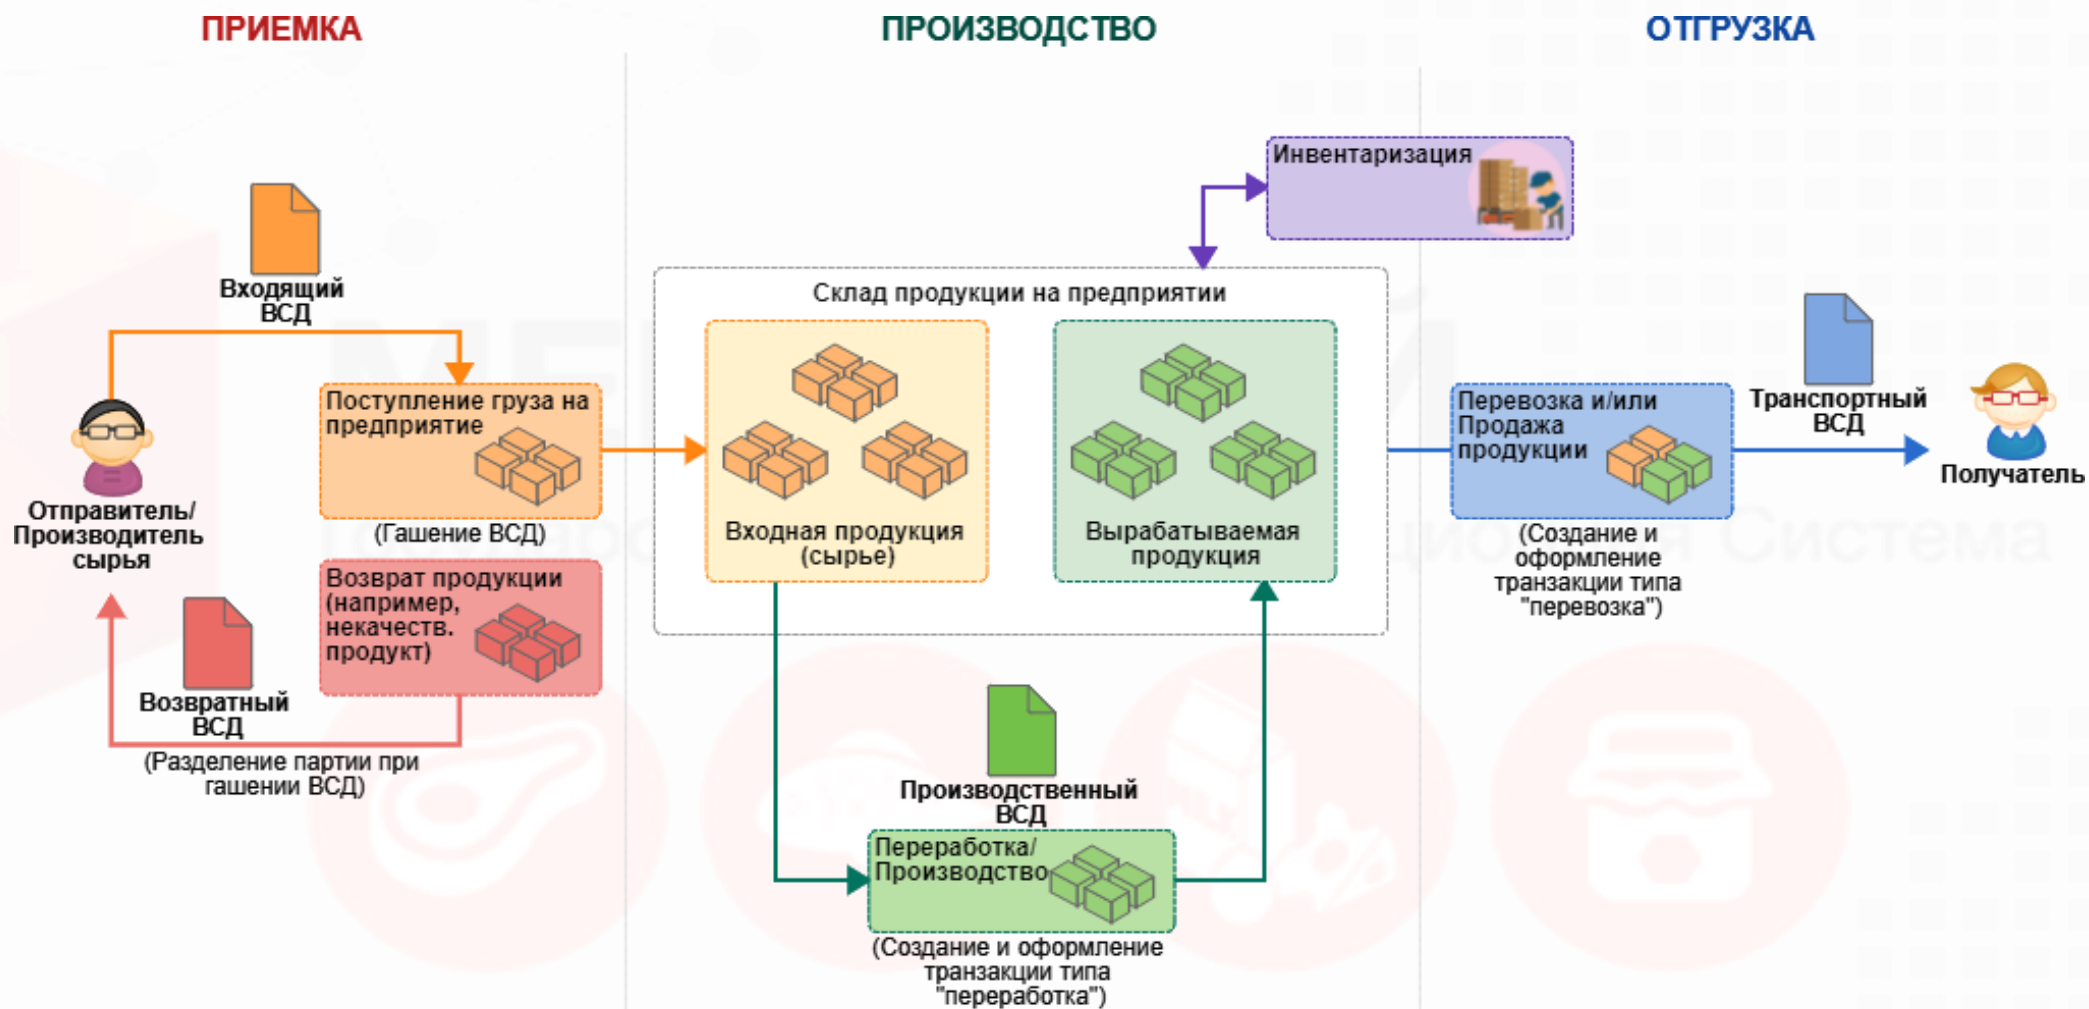 ПРИЕМКА
ПРОИЗВОДСТВО
ОТГРУЗКА
Входящий
ВСД
Отправитель/
Производитель
сырья
Поступление груза на
предприятие
(Гашение ВСД)
Возврат продукции
(например,
некачеств.
продукт)
Возвратный
ВСД
(Разделение партии при
гашении ВСД)
Инвентаризация
Склад продукции на предприятии
Входная продукция
(сырье)
Вырабатываемая
продукция
Производственный
ВСД
Переработка/
Производство
(Создание и оформление
транзакции типа
"переработка")
Перевозка и/или
Продажа
продукции
(Создание и
оформление
транзакции типа
"перевозка")
Транспортный
ВСД
Получатель
Система